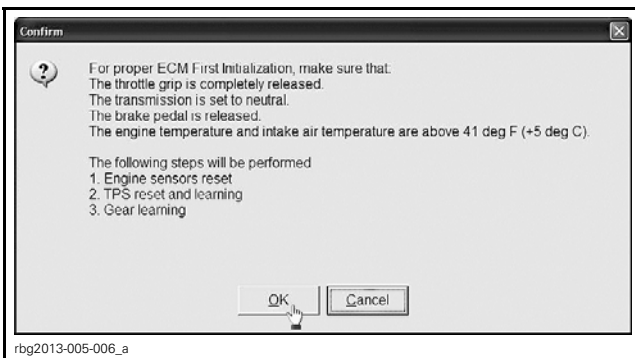 Confirm
For proper ECM First Initialization, make sure that:
The throttle grip is completely released.
The transmission is set to neutral.
The brake pedal is released.
The engine temperature and intake air temperature are above 41 deg F (+5 deg C).
The following steps will be performed
1. Engine sensors reset
2. TPS reset and learning
3. Gear learning
OK Cancel
rbg2013-005-006_a